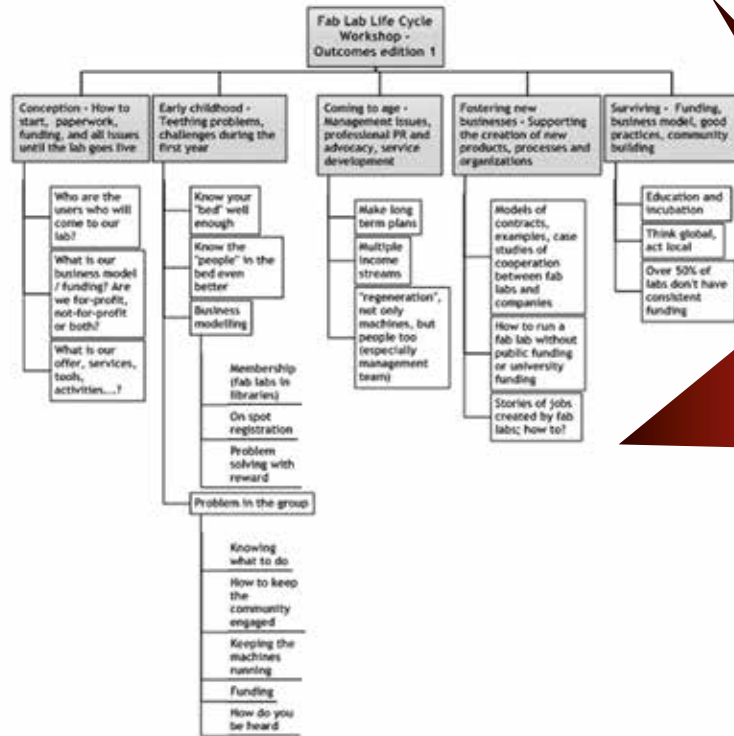 Fab Lab Life Cycle
Workshop -
Outcomes edition 1
Conception - How to
start, paperwork,
funding, and all issues
until the lab goes live
Who are the
users who will
come to our
lab?
What is our
business model
/ funding? Are
we for-profit,
not-for-profit
or both?
What is our
offer, services,
tools,
activities...?
Early childhood -
Teething problems,
challenges during the
first year
Know your
"bed" well
enough
Know the
"people" in the
bed even
better
Business
modelling
Membership
(fab labs in
libraries)
On spot
registration
Problem
solving with
reward
Problem in the group
Knowing
what to do
How to keep
the
community
engaged
Keeping the
machines
running
Funding
How do you
be heard
Coming to age -
Management issues,
professional PR and
advocacy, service
development
Make long
term plans
Multiple
income
streams
"regeneration",
not only
machines, but
people too
(especially
management
team)
Fostering new
businesses - Supporting
the creation of new
products, processes and
organizations
Models of
contracts,
examples, case
studies of
cooperation
between fab
labs and
companies
How to run a
fab lab without
public funding
or university
funding
Stories of jobs
created by fab
labs; how to?
Surviving - Funding,
business model, good
practices, community
building
Education and
incubation
Think global,
act local
Over 50% of
labs don't have
consistent
funding